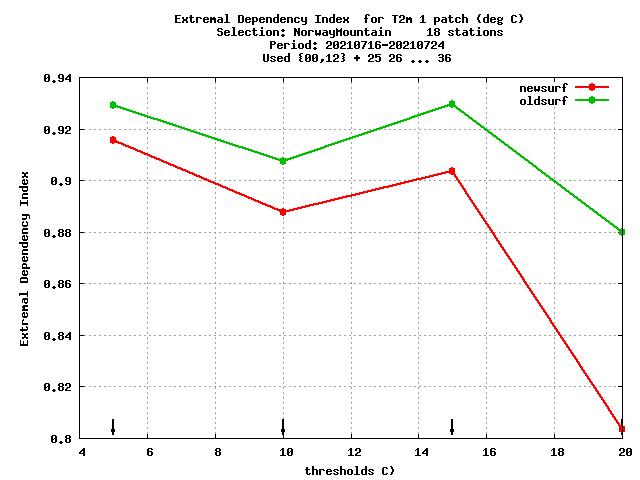 Extremal Dependency Index  for T2m 1 patch (deg C)
Selection: NorwayMountain     18 stations
Period: 20210716-20210724
Used {00,12} + 25 26 ... 36
newsurf
oldsurf
Extremal Dependency Index
0.94
0.92
0.9
0.88
0.86
0.84
0.82
0.8
4 6 8 10 12 14 16 18 20
thresholds C)